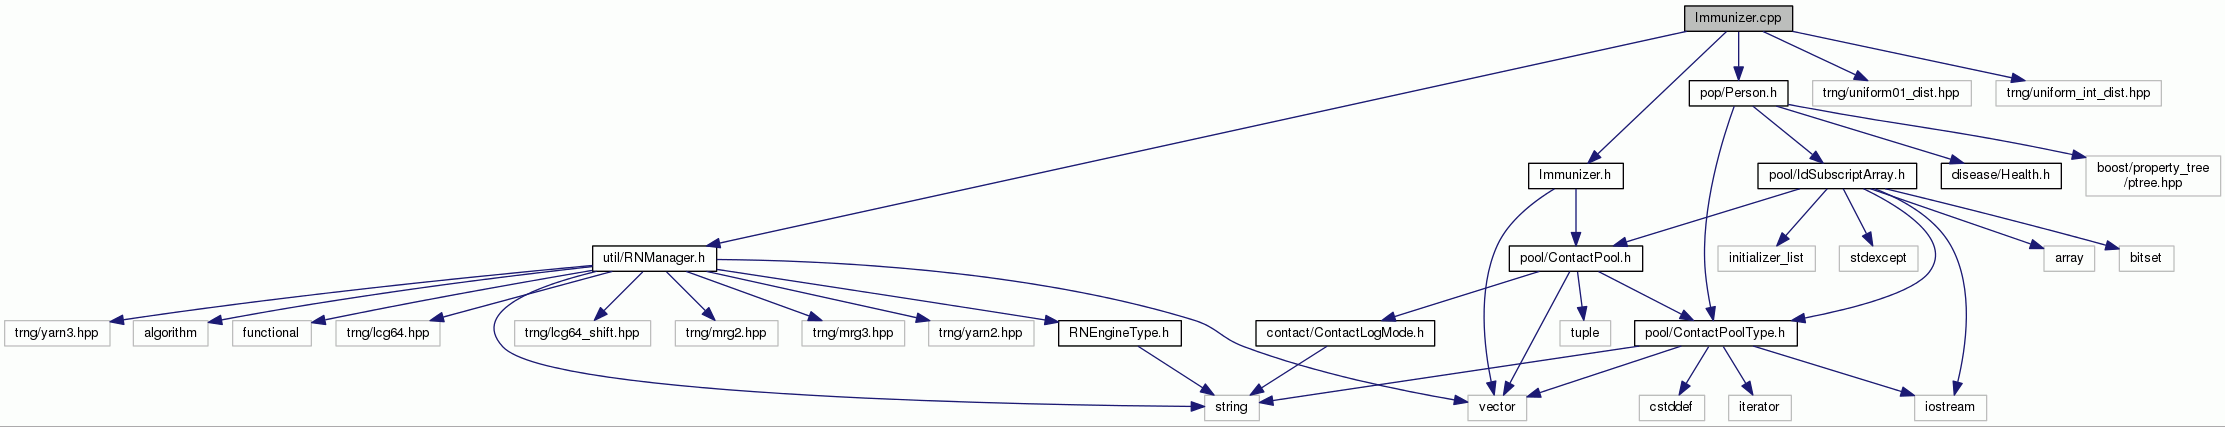 Immunizer.cpp
pop/Person.h
trng/uniform01_dist.hpp
trng/uniform_int_dist.hpp
Immunizer.h
pool/IdSubscriptArray.h
disease/Health.h
boost/property_tree
/ptree.hpp
util/RNManager.h
pool/ContactPool.h
initializer_list
stdexcept
array
bitset
trng/yarn3.hpp
algorithm
functional
trng/lcg64.hpp
trng/lcg64_shift.hpp
trng/mrg2.hpp
trng/mrg3.hpp
trng/yarn2.hpp
RNEngineType.h
contact/ContactLogMode.h
tuple
pool/ContactPoolType.h
string
vector
cstddef
iterator
iostream